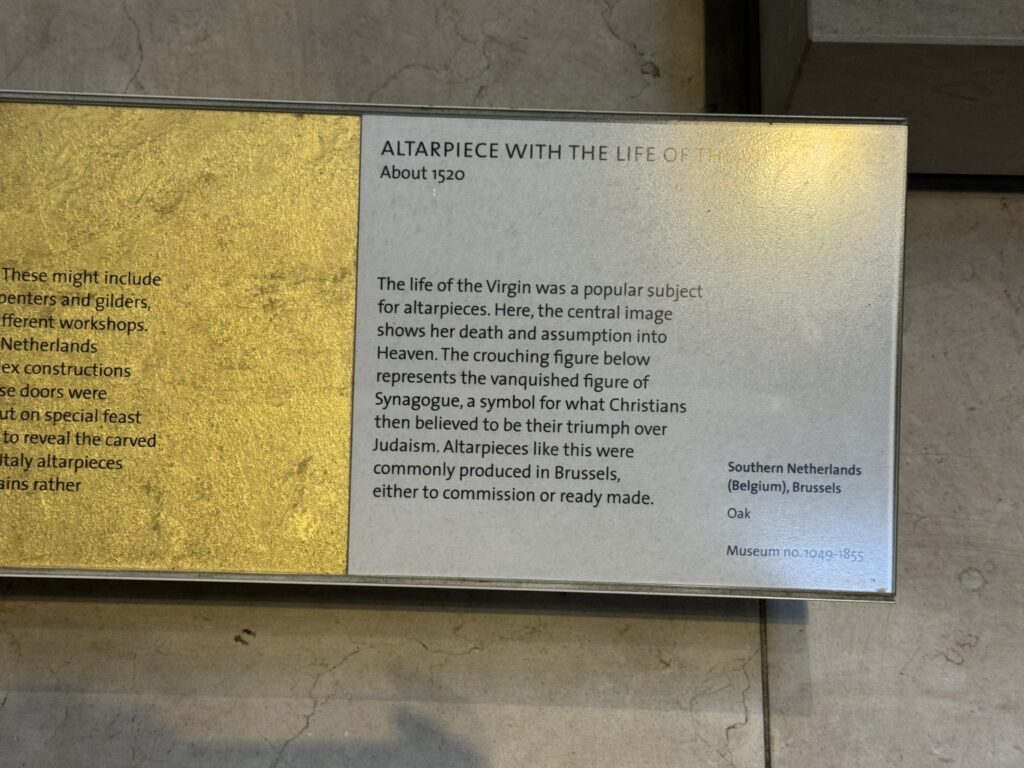 These might include
penters and gilders,
fferent workshops.
Netherlands
ex constructions
se doors were
ut on special feast
to reveal the carved
Italy altarpieces
ains rather
ALTARPIECE WITH THE LIFE OF THE VIRGIN
About 1520
The life of the Virgin was a popular subject
for altarpieces. Here, the central image
shows her death and assumption into
Heaven. The crouching figure below
represents the vanquished figure of
Synagogue, a symbol for what Christians
then believed to be their triumph over
Judaism. Altarpieces like this were
commonly produced in Brussels,
either to commission or ready made.
Southern Netherlands
(Belgium), Brussels
Oak
Museum no. 1049-1855